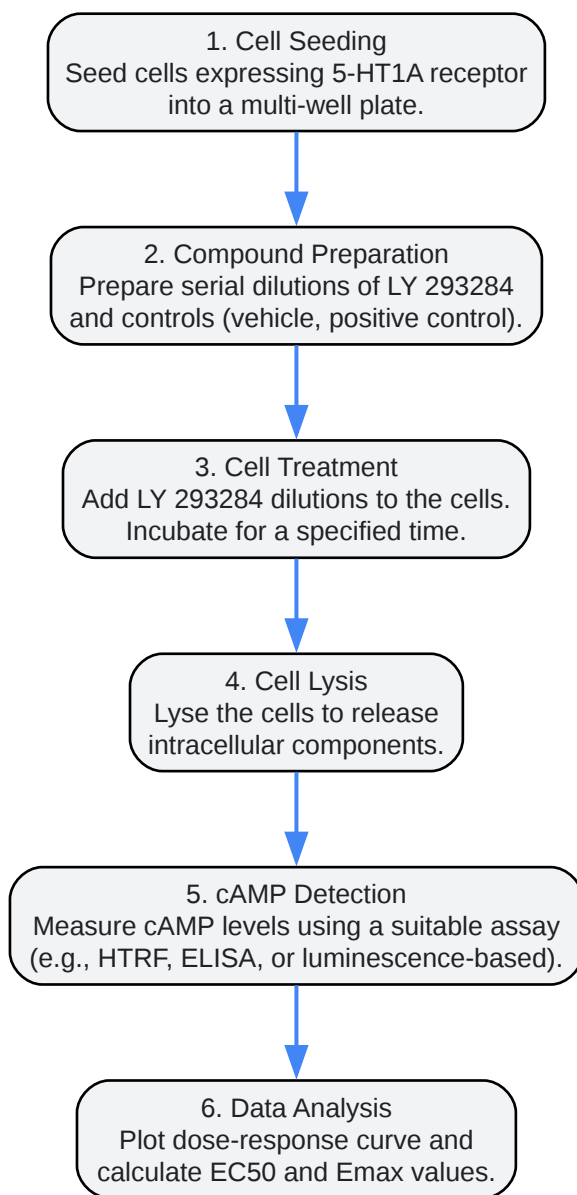 1. Cell Seeding
Seed cells expressing 5-HT1A receptor
into a multi-well plate.
2. Compound Preparation
Prepare serial dilutions of LY 293284
and controls (vehicle, positive control).
3. Cell Treatment
Add LY 293284 dilutions to the cells.
Incubate for a specified time.
4. Cell Lysis
Lyse the cells to release
intracellular components.
5. cAMP Detection
Measure cAMP levels using a suitable assay
(e.g., HTRF, ELISA, or luminescence-based).
6. Data Analysis
Plot dose-response curve and
calculate EC50 and Emax values.